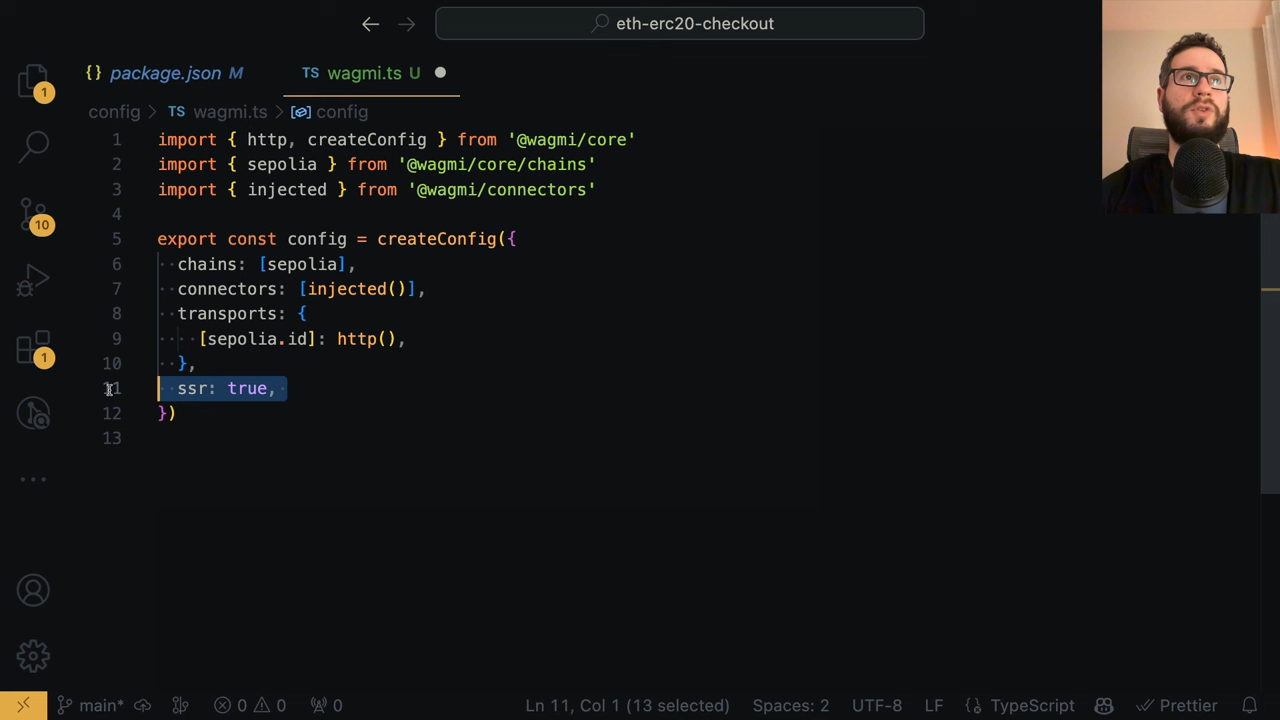 eth-erc20-checkout
{} package.json M
TS wagmi.ts U
config > TS wagmi.ts > config
1 import { http, createConfig } from '@wagmi/core'
2 import { sepolia } from '@wagmi/core/chains'
3 import { injected } from '@wagmi/connectors'
4
5 export const config = createConfig({
6 ··chains: [sepolia],
7 ··connectors: [injected()],
8 ··transports: {
9 ····[sepolia.id]: http(),
10 ··},
11 ··ssr: true,·
12 })
13
1
10
1
main* 0 0 0 Ln 11, Col 1 (13 selected) Spaces: 2 UTF-8 LF {} TypeScript Prettier